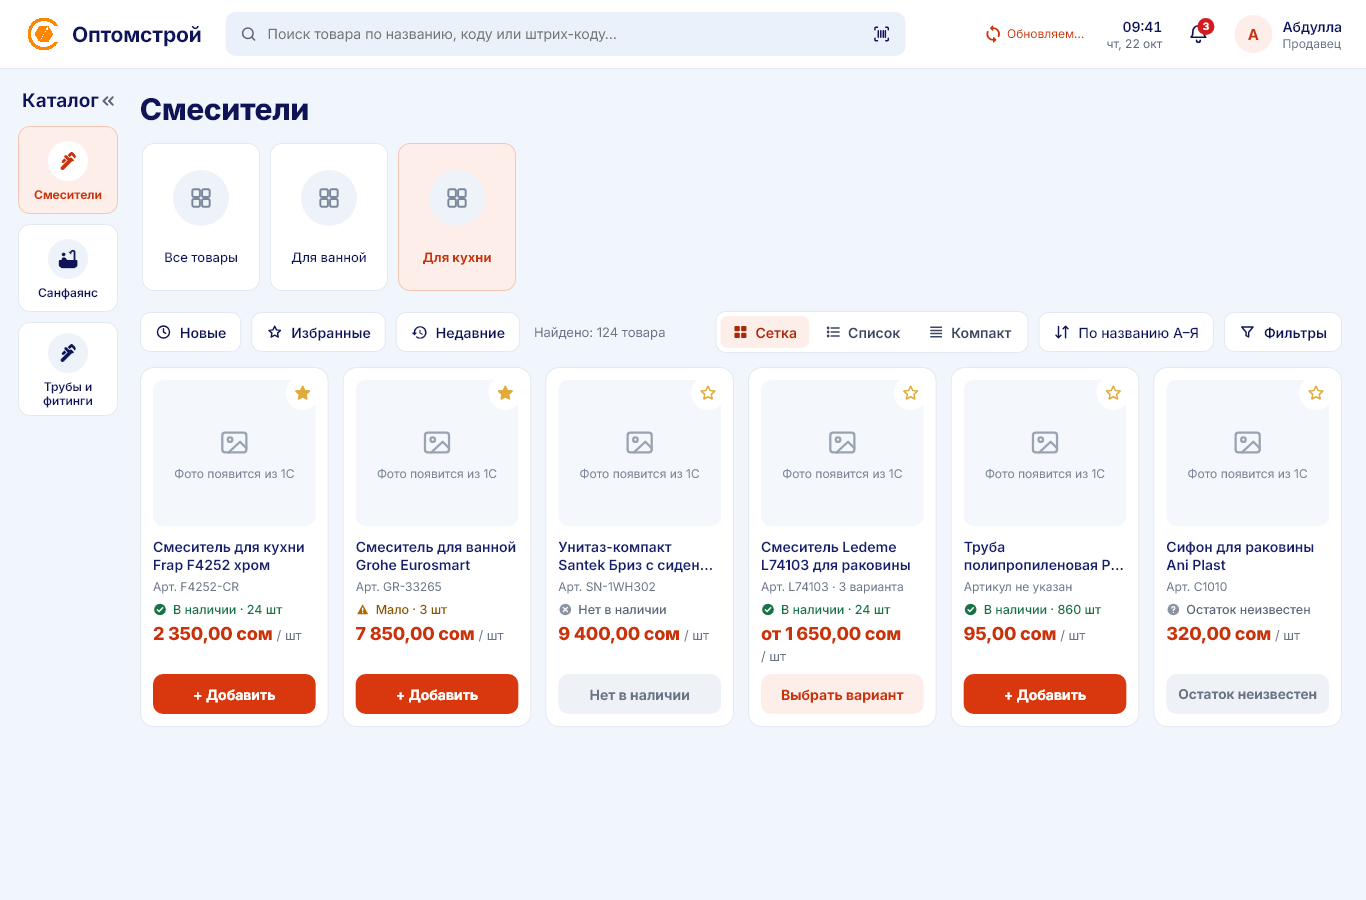 Оптомстрой
Поиск товара по названию, коду или штрих-коду...
Обновляем...
09:41
чт, 22 окт
3
А
Абдулла
Продавец
Каталог
Смесители
Санфаянс
Трубы и
фитинги
Смесители
Все товары
Для ванной
Для кухни
Новые
Избранные
Недавние
Найдено: 124 товара
Сетка
Список
Компакт
По названию А–Я
Фильтры
Фото появится из 1С
Смеситель для кухни
Frap F4252 хром
Арт. F4252-CR
В наличии · 24 шт
2 350,00 сом / шт
+ Добавить
Фото появится из 1С
Смеситель для ванной
Grohe Eurosmart
Арт. GR-33265
Мало · 3 шт
7 850,00 сом / шт
+ Добавить
Фото появится из 1С
Унитаз-компакт
Santek Бриз с сиден...
Арт. SN-1WH302
Нет в наличии
9 400,00 сом / шт
Нет в наличии
Фото появится из 1С
Смеситель Ledeme
L74103 для раковины
Арт. L74103 · 3 варианта
В наличии · 24 шт
от 1 650,00 сом
/ шт
Выбрать вариант
Фото появится из 1С
Труба
полипропиленовая P...
Артикул не указан
В наличии · 860 шт
95,00 сом / шт
+ Добавить
Фото появится из 1С
Сифон для раковины
Ani Plast
Арт. C1010
Остаток неизвестен
320,00 сом / шт
Остаток неизвестен